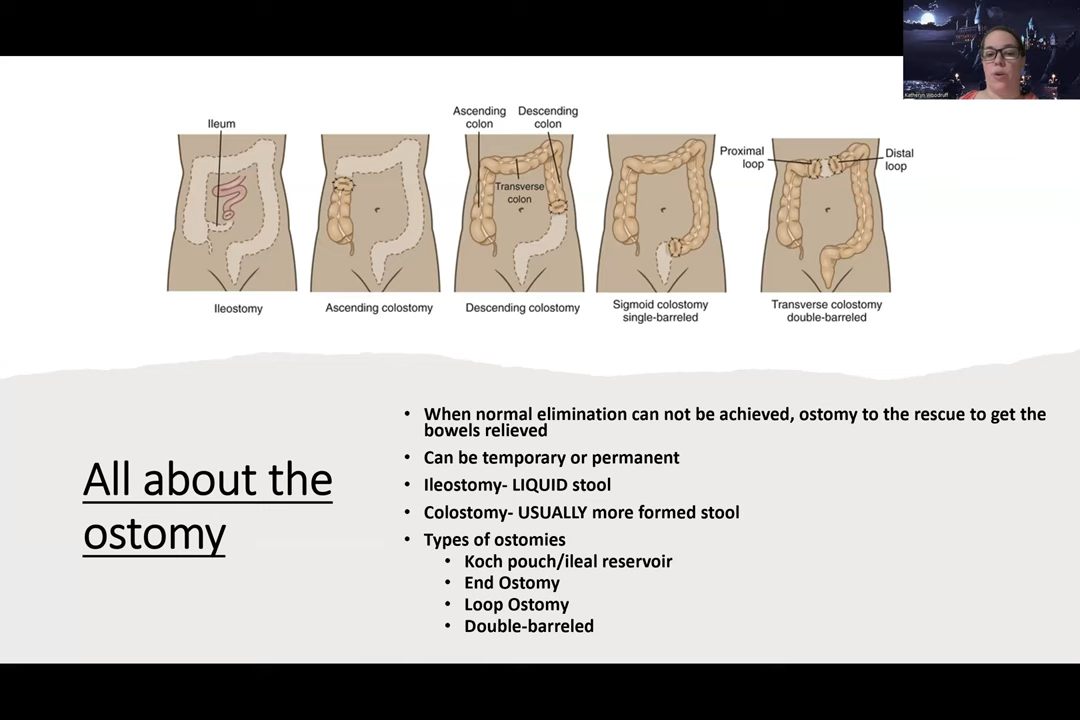 Katheryn Woodruff
Ascending
colon
Descending
colon
Ileum
Transverse
colon
Proximal
loop
Distal
loop
Ileostomy
Ascending colostomy
Descending colostomy
Sigmoid colostomy
single-barreled
Transverse colostomy
double-barreled
All about the
ostomy
• When normal elimination can not be achieved, ostomy to the rescue to get the
bowels relieved
• Can be temporary or permanent
• Ileostomy- LIQUID stool
• Colostomy- USUALLY more formed stool
• Types of ostomies
• Koch pouch/ileal reservoir
• End Ostomy
• Loop Ostomy
• Double-barreled